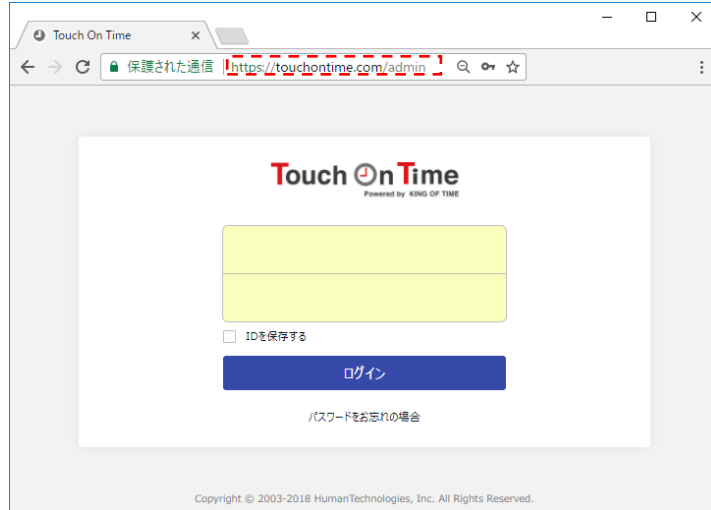 Touch On Time
保護された通信 | https://touchontime.com/admin
Touch On Time
Powered by KING OF TIME
IDを保存する
ログイン
パスワードをお忘れの場合
Copyright © 2003-2018 HumanTechnologies, Inc. All Rights Reserved.